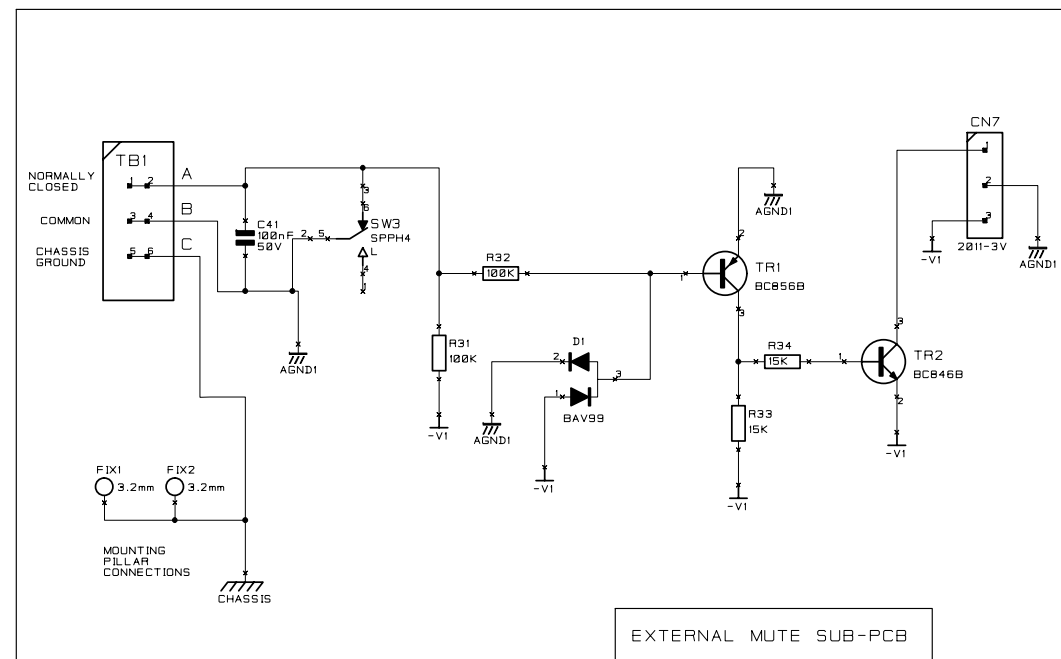 CN7
1
2
3
2011-3V
-V1
AGND1
TB1
NORMALLY
CLOSED
1 2
A
COMMON
3 4
B
CHASSIS
GROUND
5 6
C
C41
100nF
50V
3
6
2 5
SW3
SPPH4
L
4
1
AGND1
R32
100K
R31
100K
-V1
D1
2
1
3
BAV99
AGND1
-V1
AGND1
2
1
TR1
BC856B
3
R34
15K
R33
15K
-V1
3
1
TR2
BC846B
2
-V1
FIX1
3.2mm
FIX2
3.2mm
MOUNTING
PILLAR
CONNECTIONS
CHASSIS
EXTERNAL MUTE SUB-PCB